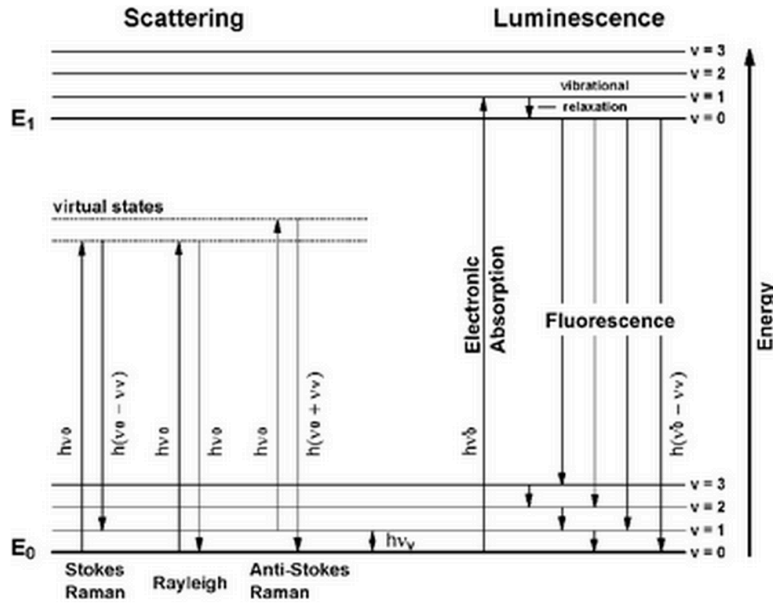 Scattering
Luminescence
v = 3
v = 2
v = 1
v = 0
vibrational
relaxation
E₁
virtual states
Electronic
Absorption
Fluorescence
Energy
hν₀
h(ν₀ − νᵥ)
hν₀
hν₀
hν₀
h(ν₀ + νᵥ)
hν₀'
h(ν₀' − νᵥ)
v = 3
v = 2
v = 1
v = 0
E₀
hνᵥ
Stokes
Raman
Rayleigh
Anti-Stokes
Raman